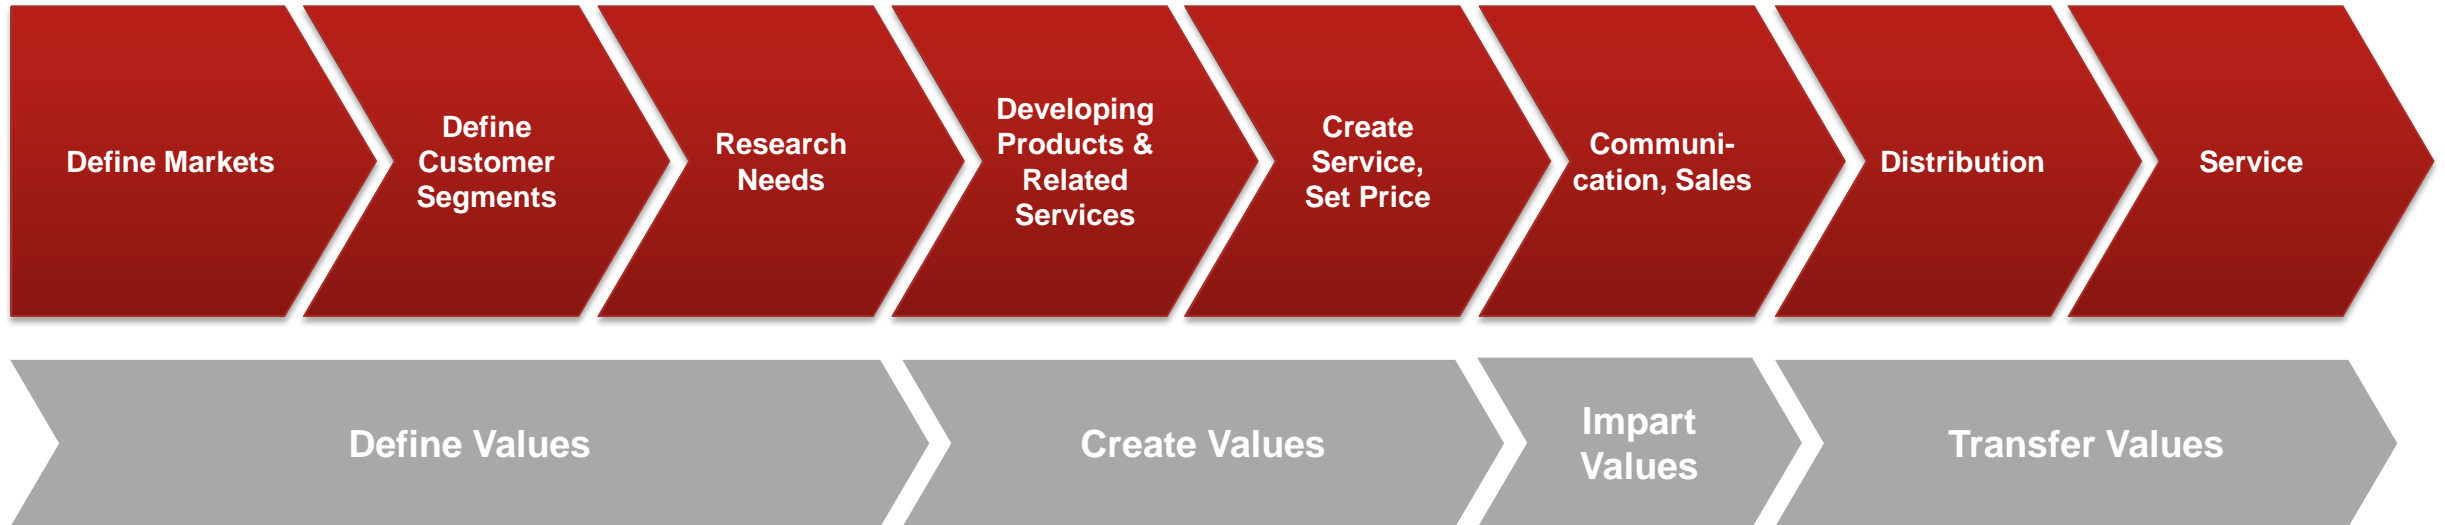 Define Markets
Define
Customer
Segments
Research
Needs
Developing
Products &
Related
Services
Create
Service,
Set Price
Communi-
cation, Sales
Distribution
Service
Define Values
Create Values
Impart
Values
Transfer Values